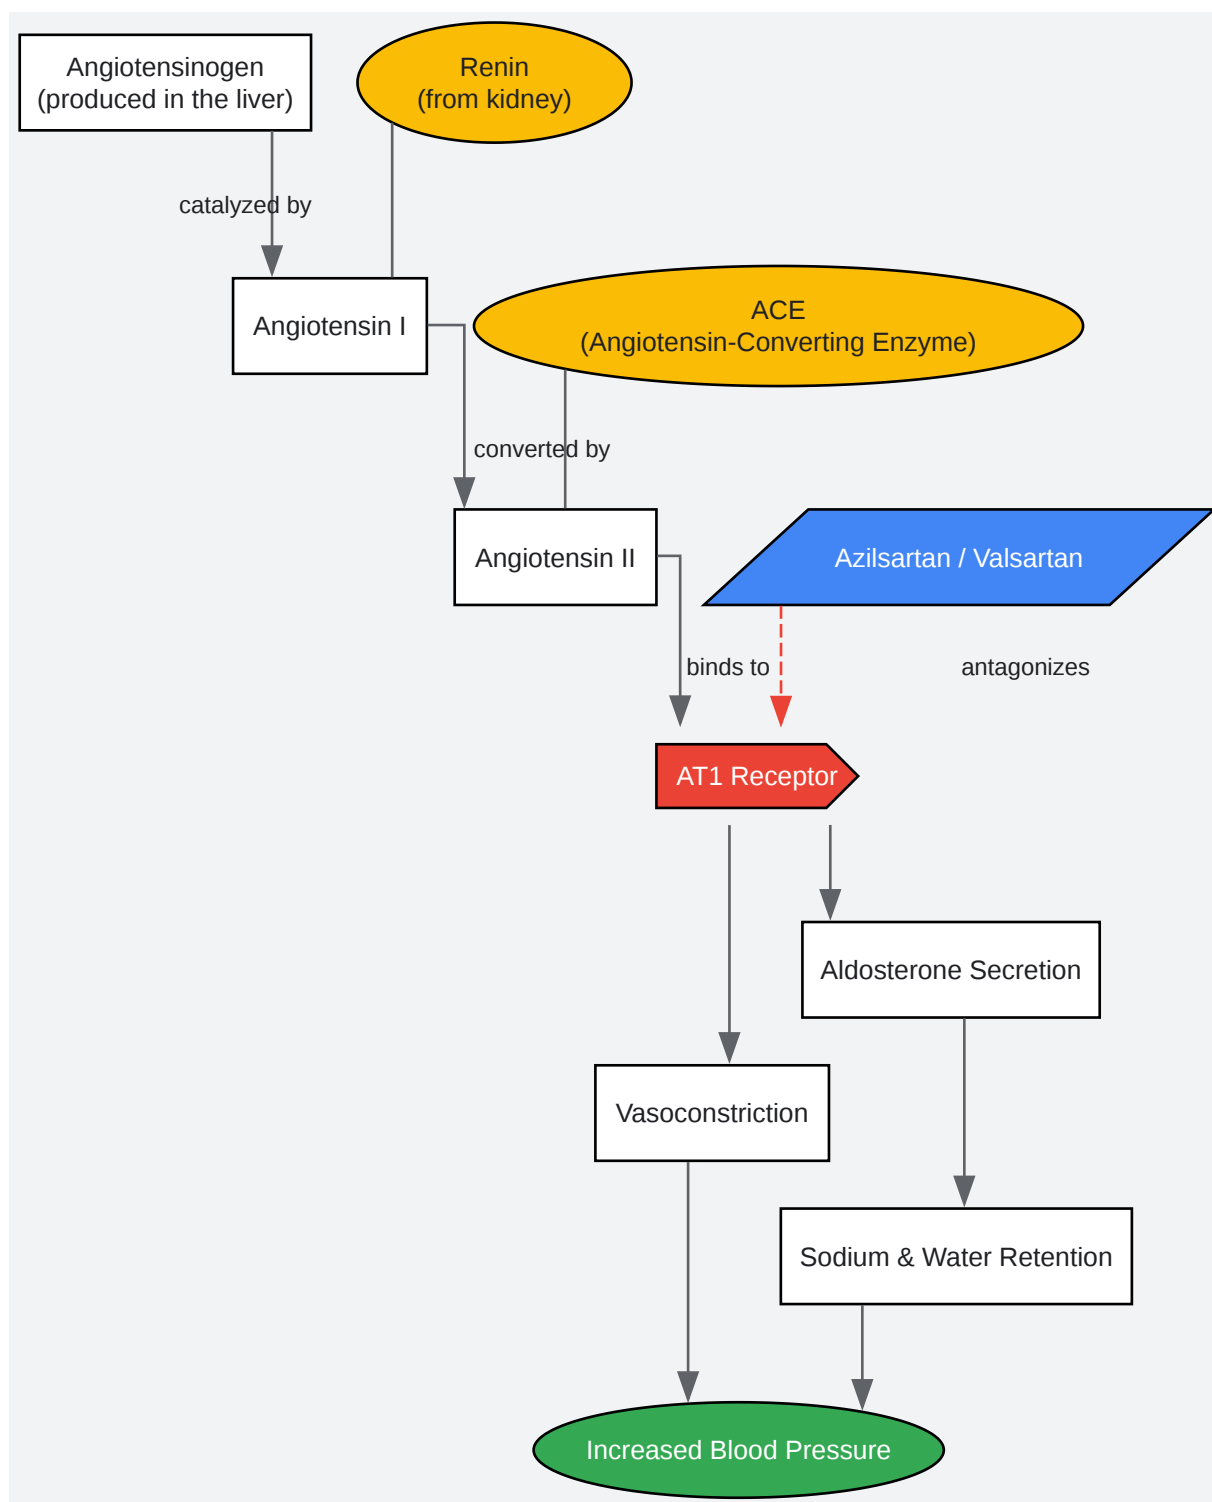 Angiotensinogen
(produced in the liver)
Renin
(from kidney)
catalyzed by
Angiotensin I
ACE
(Angiotensin-Converting Enzyme)
converted by
Angiotensin II
Azilsartan / Valsartan
binds to
antagonizes
AT1 Receptor
Aldosterone Secretion
Vasoconstriction
Sodium & Water Retention
Increased Blood Pressure